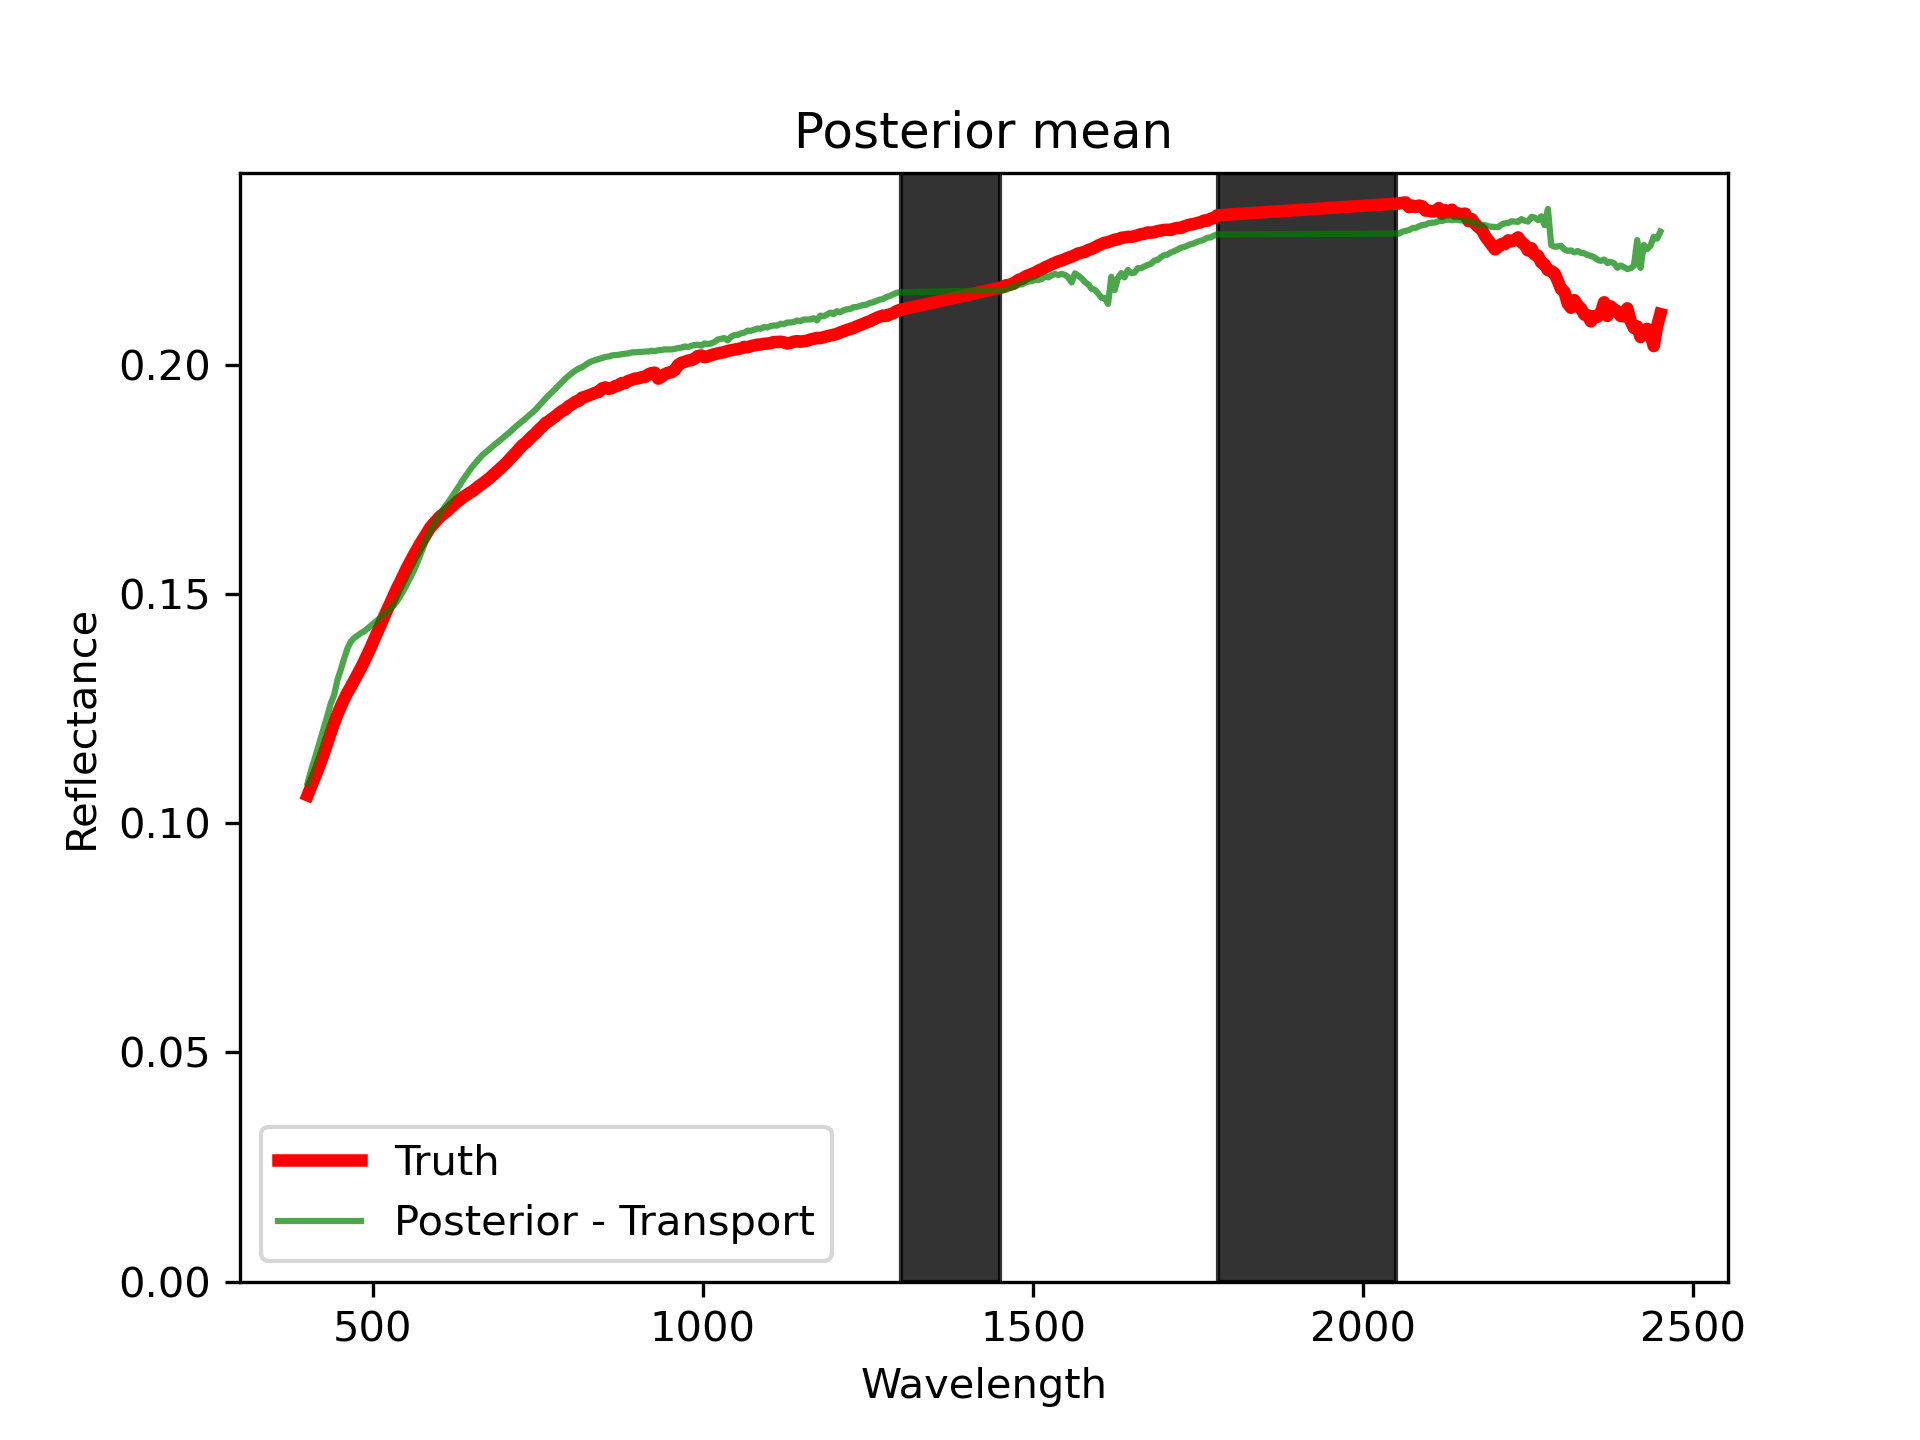 Posterior mean
Reflectance
0.20
0.15
0.10
0.05
0.00
Truth
Posterior - Transport
500 1000 1500 2000 2500
Wavelength